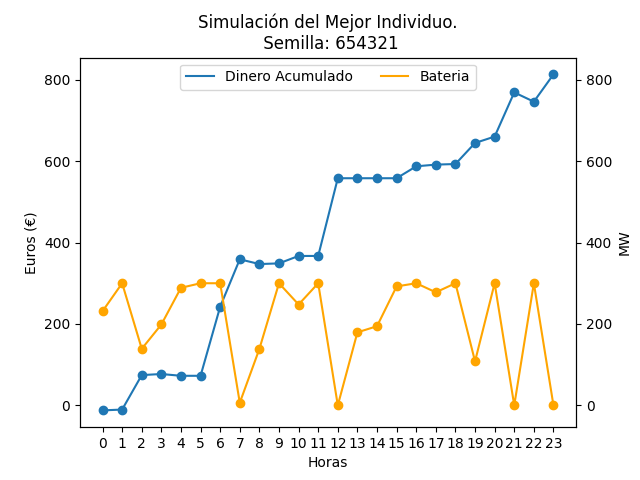 Simulación del Mejor Individuo.
Semilla: 654321
Dinero Acumulado
Bateria
800
600
400
200
0
Euros (€)
800
600
400
200
0
MW
0 1 2 3 4 5 6 7 8 9 10 11 12 13 14 15 16 17 18 19 20 21 22 23
Horas